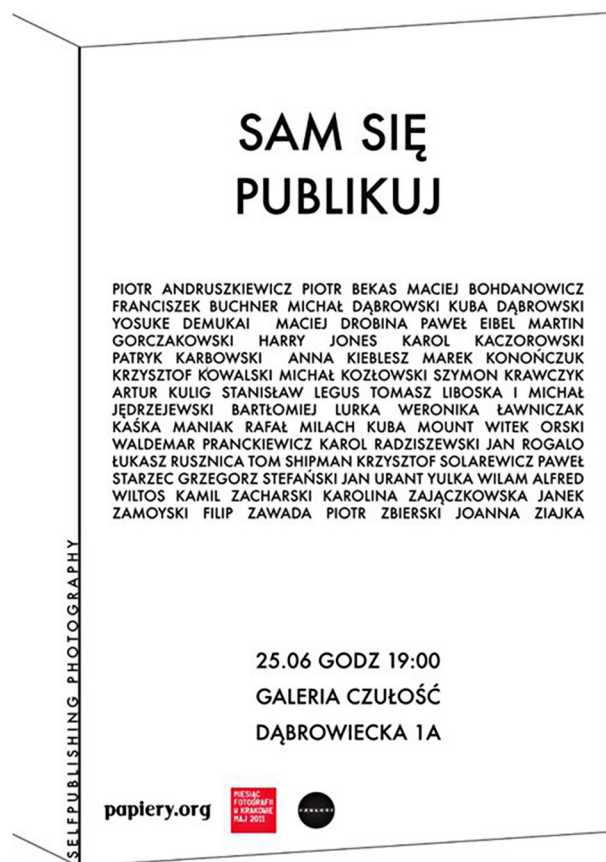 SAM SIĘ
PUBLIKUJ
PIOTR ANDRUSZKIEWICZ PIOTR BEKAS MACIEJ BOHDANOWICZ
FRANCISZEK BUCHNER MICHAŁ DĄBROWSKI KUBA DĄBROWSKI
YOSUKE DEMUKAI MACIEJ DROBINA PAWEŁ EIBEL MARTIN
GORCZAKOWSKI HARRY JONES KAROL KACZOROWSKI
PATRYK KARBOWSKI ANNA KIEBLESZ MAREK KONOŃCZUK
KRZYSZTOF KOWALSKI MICHAŁ KOZŁOWSKI SZYMON KRAWCZYK
ARTUR KULIG STANISŁAW LEGUS TOMASZ LIBOSKA I MICHAŁ
JĘDRZEJEWSKI BARTŁOMIEJ LURKA WERONIKA ŁAWNICZAK
KAŚKA MANIAK RAFAŁ MILACH KUBA MOUNT WITEK ORSKI
WALDEMAR PRANCKIEWICZ KAROL RADZISZEWSKI JAN ROGALO
ŁUKASZ RUSZNICA TOM SHIPMAN KRZYSZTOF SOLAREWICZ PAWEŁ
STARZEC GRZEGORZ STEFAŃSKI JAN URANT YULKA WILAM ALFRED
WILTOS KAMIL ZACHARSKI KAROLINA ZAJĄCZKOWSKA JANEK
ZAMOYSKI FILIP ZAWADA PIOTR ZBIERSKI JOANNA ZIAJKA
25.06 GODZ 19:00
GALERIA CZUŁOŚĆ
DĄBROWIECKA 1A
SELFPUBLISHING PHOTOGRAPHY
papiery.org
MIESIĄC
FOTOGRAFII
W KRAKOWIE
MAJ 2011